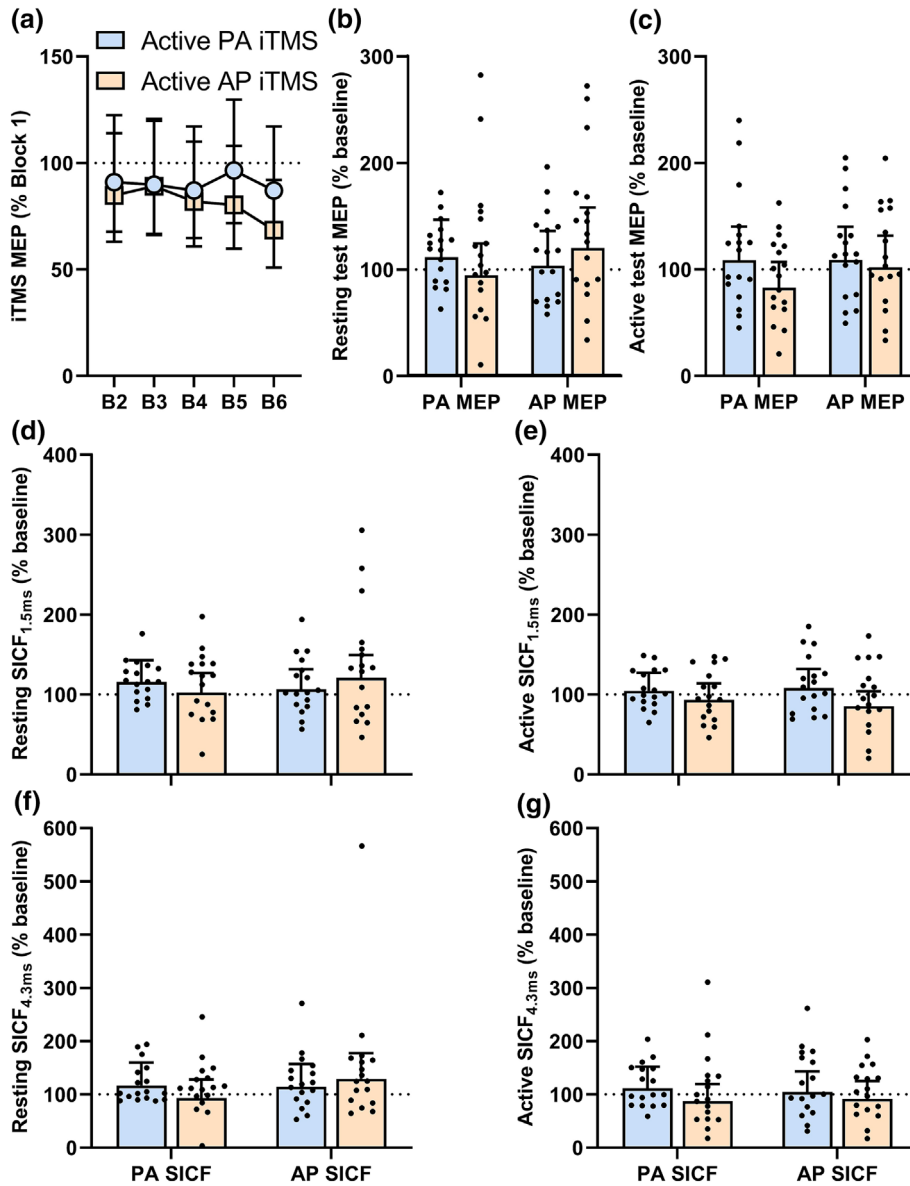 (a)
Active PA iTMS
Active AP iTMS
iTMS MEP (% Block 1)
150
100
50
0
B2 B3 B4 B5 B6
(b)
Resting test MEP (% baseline)
300
200
100
0
PA MEP AP MEP
(c)
Active test MEP (% baseline)
300
200
100
0
PA MEP AP MEP
(d)
Resting SICF1.5ms (% baseline)
400
300
200
100
0
(e)
Active SICF1.5ms (% baseline)
400
300
200
100
0
(f)
Resting SICF4.3ms (% baseline)
600
500
400
300
200
100
0
PA SICF AP SICF
(g)
Active SICF4.3ms (% baseline)
600
500
400
300
200
100
0
PA SICF AP SICF